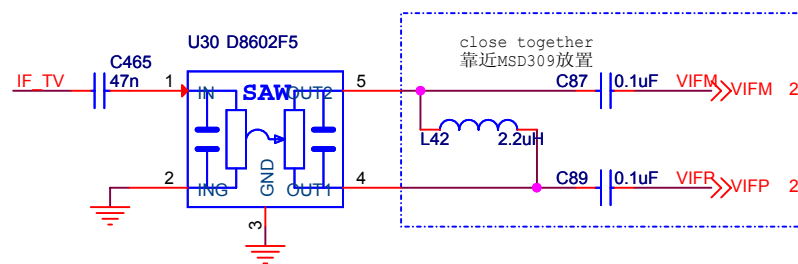 U30 D8602F5
close together
靠近MSD309放置
C465
47n
IF_TV
1
IN
SAW
OUT2
5
C87
0.1uF
VIFM
VIFM
2
L42
2.2uH
2
ING
GND
OUT1
4
C89
0.1uF
VIFP
VIFP
2
3